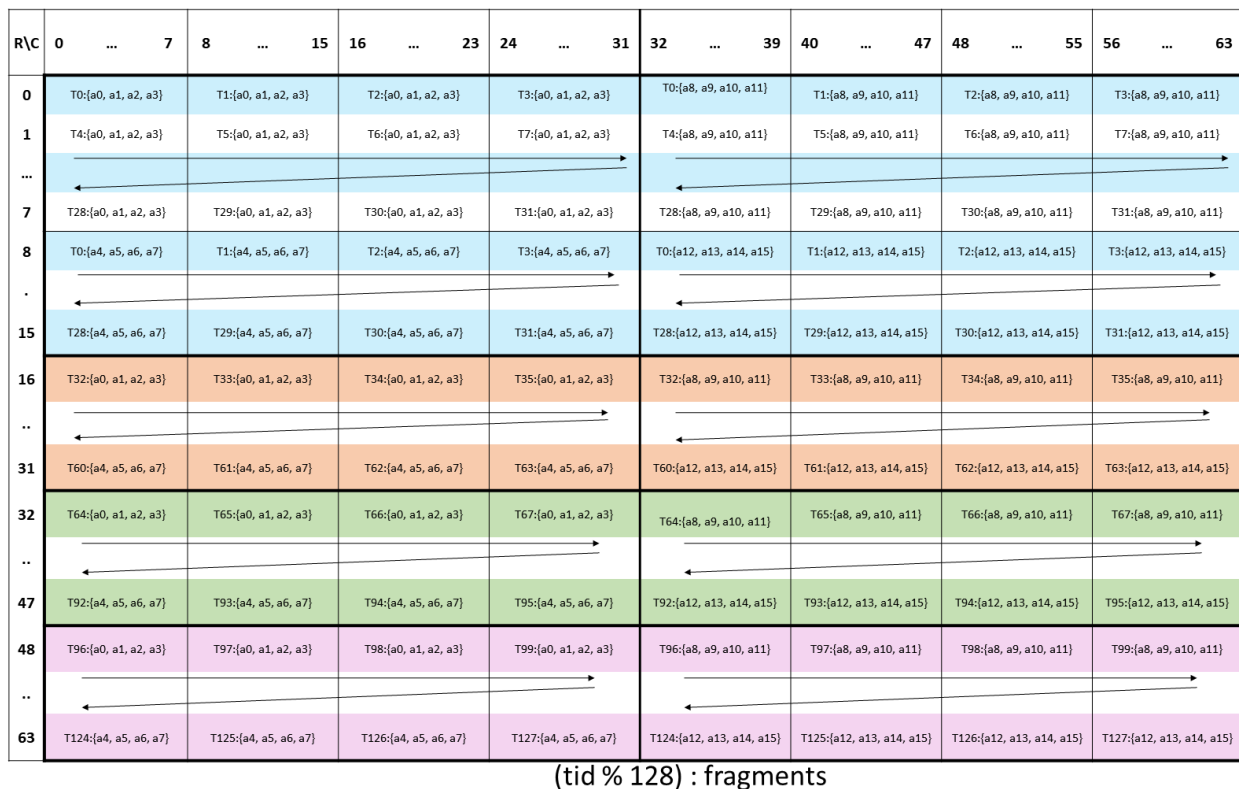 R\C 0 ... 7 8 ... 15 16 ... 23 24 ... 31 32 ... 39 40 ... 47 48 ... 55 56 ... 63
0 T0:{a0, a1, a2, a3} T1:{a0, a1, a2, a3} T2:{a0, a1, a2, a3} T3:{a0, a1, a2, a3} T0:{a8, a9, a10, a11} T1:{a8, a9, a10, a11} T2:{a8, a9, a10, a11} T3:{a8, a9, a10, a11}
1 T4:{a0, a1, a2, a3} T5:{a0, a1, a2, a3} T6:{a0, a1, a2, a3} T7:{a0, a1, a2, a3} T4:{a8, a9, a10, a11} T5:{a8, a9, a10, a11} T6:{a8, a9, a10, a11} T7:{a8, a9, a10, a11}
...
7 T28:{a0, a1, a2, a3} T29:{a0, a1, a2, a3} T30:{a0, a1, a2, a3} T31:{a0, a1, a2, a3} T28:{a8, a9, a10, a11} T29:{a8, a9, a10, a11} T30:{a8, a9, a10, a11} T31:{a8, a9, a10, a11}
8 T0:{a4, a5, a6, a7} T1:{a4, a5, a6, a7} T2:{a4, a5, a6, a7} T3:{a4, a5, a6, a7} T0:{a12, a13, a14, a15} T1:{a12, a13, a14, a15} T2:{a12, a13, a14, a15} T3:{a12, a13, a14, a15}
.
15 T28:{a4, a5, a6, a7} T29:{a4, a5, a6, a7} T30:{a4, a5, a6, a7} T31:{a4, a5, a6, a7} T28:{a12, a13, a14, a15} T29:{a12, a13, a14, a15} T30:{a12, a13, a14, a15} T31:{a12, a13, a14, a15}
16 T32:{a0, a1, a2, a3} T33:{a0, a1, a2, a3} T34:{a0, a1, a2, a3} T35:{a0, a1, a2, a3} T32:{a8, a9, a10, a11} T33:{a8, a9, a10, a11} T34:{a8, a9, a10, a11} T35:{a8, a9, a10, a11}
..
31 T60:{a4, a5, a6, a7} T61:{a4, a5, a6, a7} T62:{a4, a5, a6, a7} T63:{a4, a5, a6, a7} T60:{a12, a13, a14, a15} T61:{a12, a13, a14, a15} T62:{a12, a13, a14, a15} T63:{a12, a13, a14, a15}
32 T64:{a0, a1, a2, a3} T65:{a0, a1, a2, a3} T66:{a0, a1, a2, a3} T67:{a0, a1, a2, a3} T64:{a8, a9, a10, a11} T65:{a8, a9, a10, a11} T66:{a8, a9, a10, a11} T67:{a8, a9, a10, a11}
..
47 T92:{a4, a5, a6, a7} T93:{a4, a5, a6, a7} T94:{a4, a5, a6, a7} T95:{a4, a5, a6, a7} T92:{a12, a13, a14, a15} T93:{a12, a13, a14, a15} T94:{a12, a13, a14, a15} T95:{a12, a13, a14, a15}
48 T96:{a0, a1, a2, a3} T97:{a0, a1, a2, a3} T98:{a0, a1, a2, a3} T99:{a0, a1, a2, a3} T96:{a8, a9, a10, a11} T97:{a8, a9, a10, a11} T98:{a8, a9, a10, a11} T99:{a8, a9, a10, a11}
..
63 T124:{a4, a5, a6, a7} T125:{a4, a5, a6, a7} T126:{a4, a5, a6, a7} T127:{a4, a5, a6, a7} T124:{a12, a13, a14, a15} T125:{a12, a13, a14, a15} T126:{a12, a13, a14, a15} T127:{a12, a13, a14, a15}
(tid % 128) : fragments